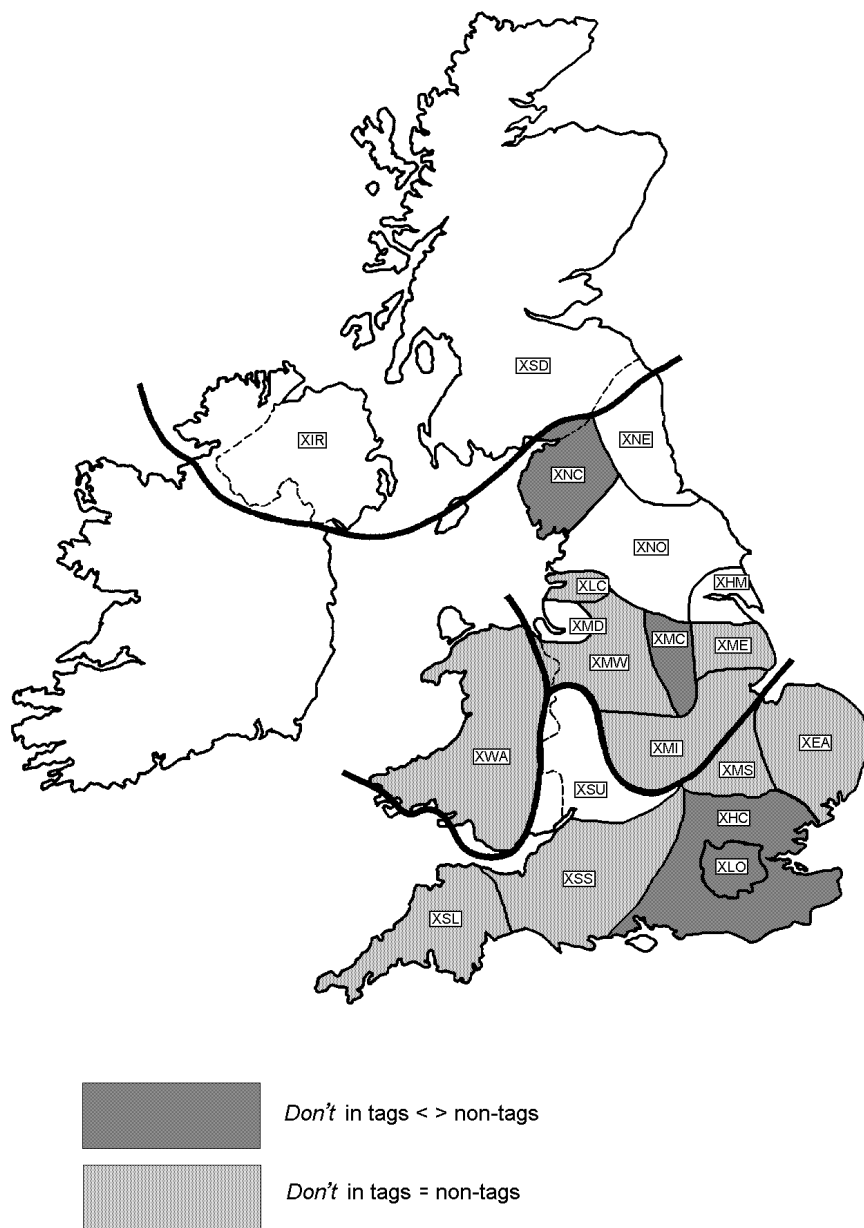 XSD
XIR
XNE
XNC
XNO
XLC
XHM
XMD
XMC
XME
XMW
XWA
XMI
XEA
XMS
XSU
XHC
XLO
XSS
XSL
Don't in tags < > non-tags
Don't in tags = non-tags